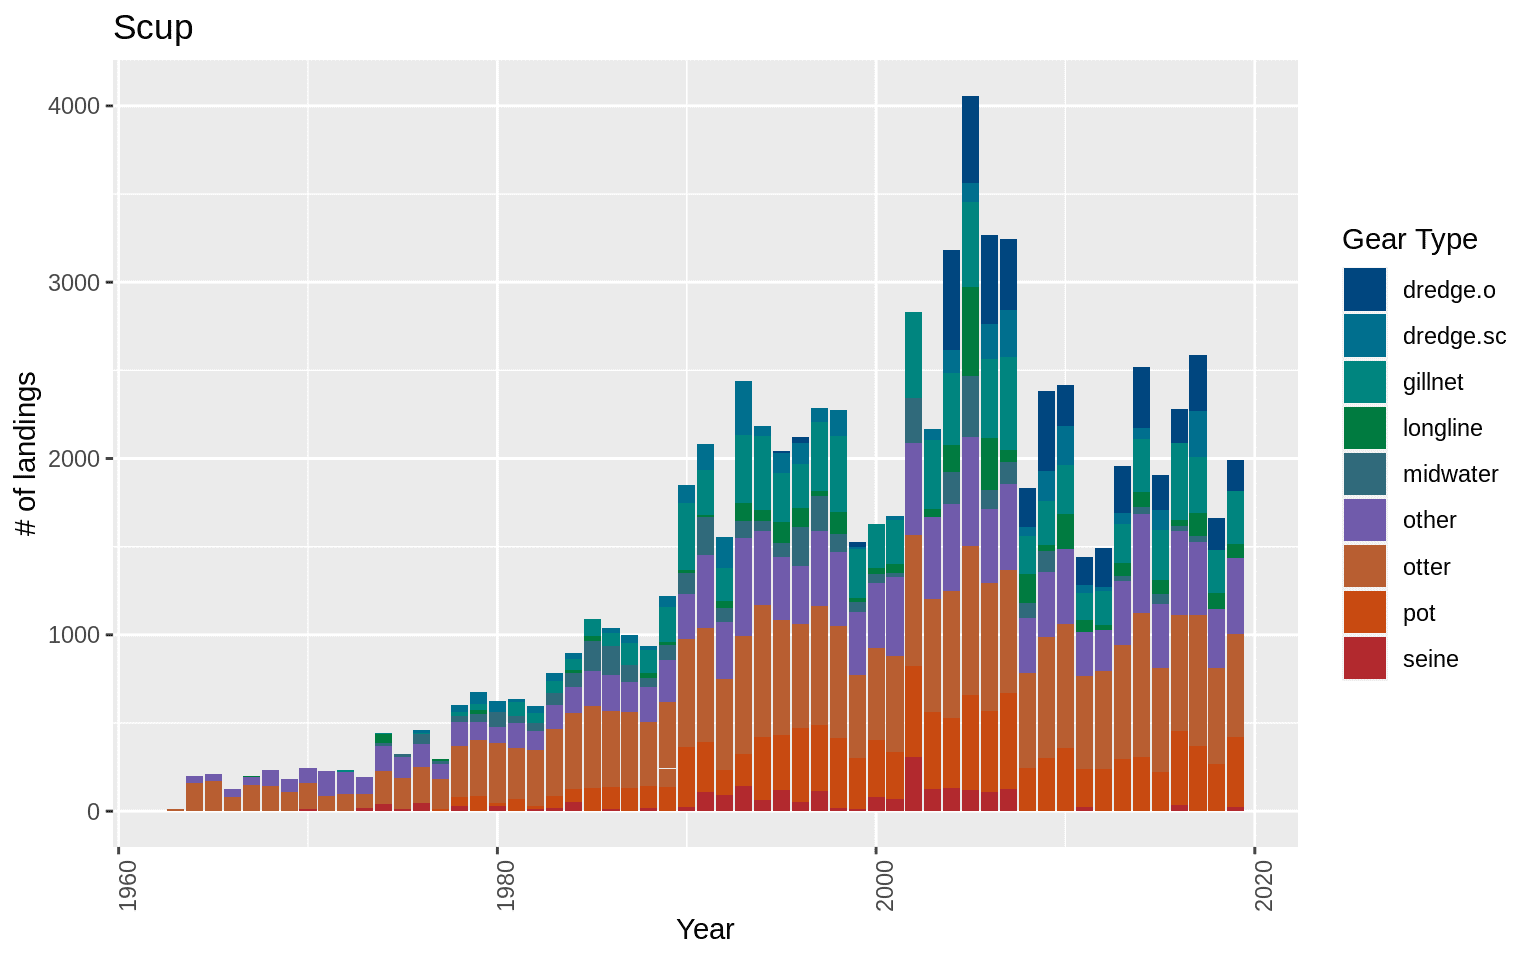 Scup
4000
3000
2000
1000
0
# of landings
1960
1980
2000
2020
Year
Gear Type
dredge.o
dredge.sc
gillnet
longline
midwater
other
otter
pot
seine